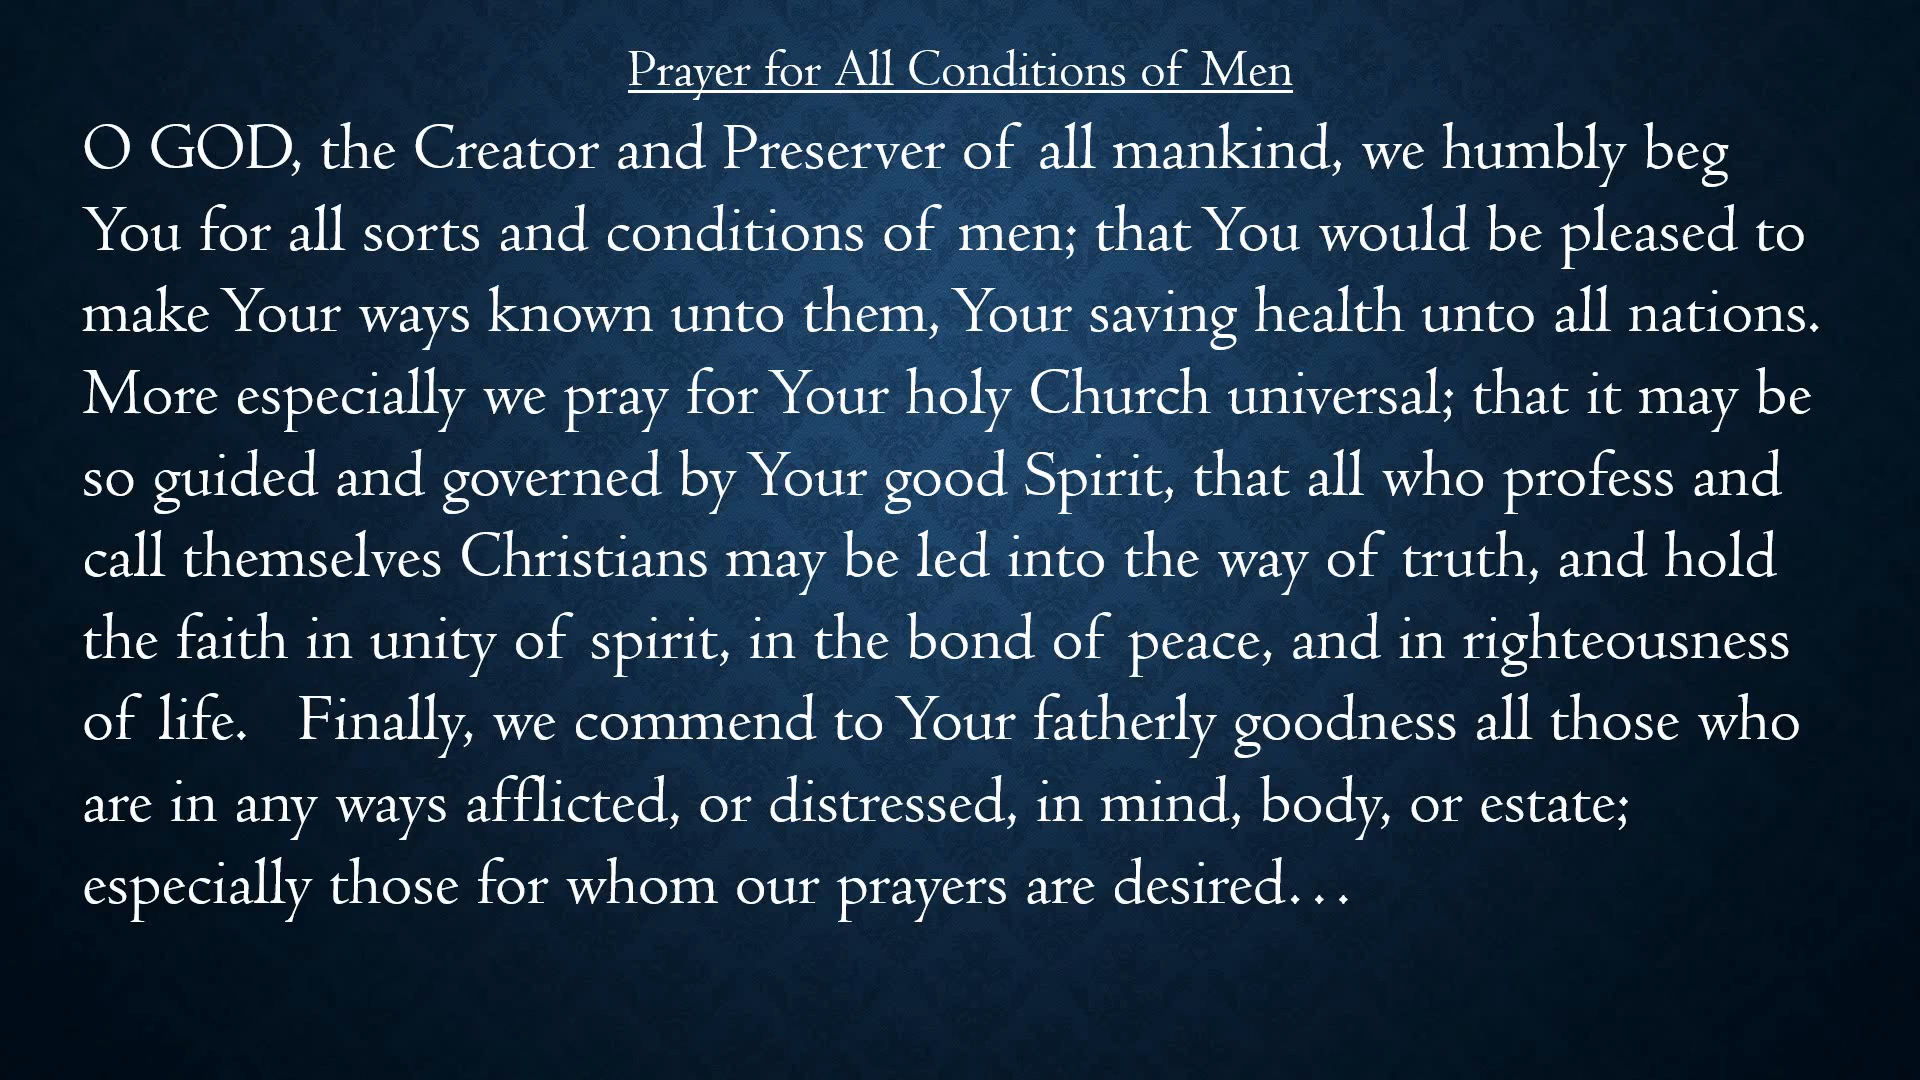 Prayer for All Conditions of Men
O GOD, the Creator and Preserver of all mankind, we humbly beg
You for all sorts and conditions of men; that You would be pleased to
make Your ways known unto them, Your saving health unto all nations.
More especially we pray for Your holy Church universal; that it may be
so guided and governed by Your good Spirit, that all who profess and
call themselves Christians may be led into the way of truth, and hold
the faith in unity of spirit, in the bond of peace, and in righteousness
of life.   Finally, we commend to Your fatherly goodness all those who
are in any ways afflicted, or distressed, in mind, body, or estate;
especially those for whom our prayers are desired…